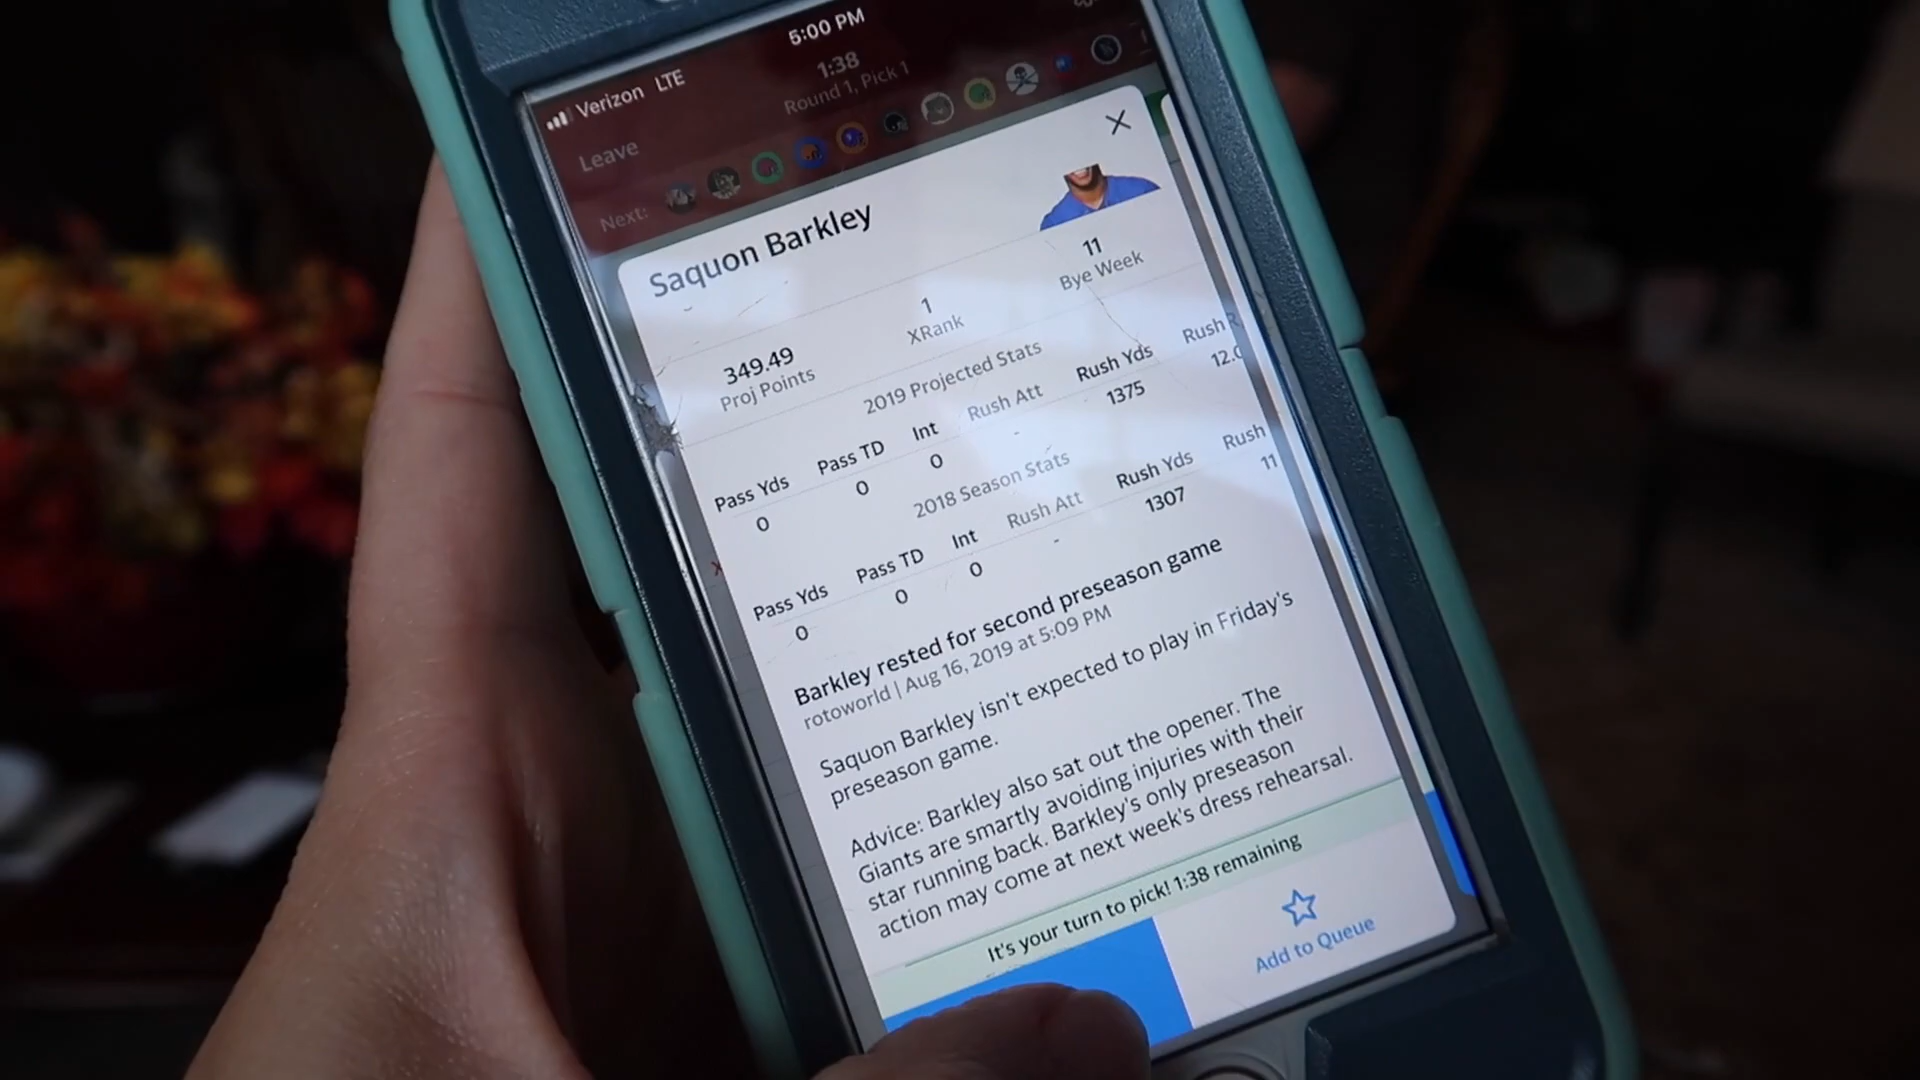 5:00 PM
Verizon LTE
1:38
Round 1, Pick 1
Leave
Next:
Saquon Barkley
349.49 1 11
Proj Points XRank Bye Week
2019 Projected Stats
Pass Yds Pass TD Int Rush Att Rush Yds Rush
0 0 0 - 1375 12.0
2018 Season Stats
Pass Yds Pass TD Int Rush Att Rush Yds Rush
0 0 0 - 1307 11
Barkley rested for second preseason game
rotoworld | Aug 16, 2019 at 5:09 PM
Saquon Barkley isn't expected to play in Friday's
preseason game.
Advice: Barkley also sat out the opener. The
Giants are smartly avoiding injuries with their
star running back. Barkley's only preseason
action may come at next week's dress rehearsal.
It's your turn to pick! 1:38 remaining
Add to Queue